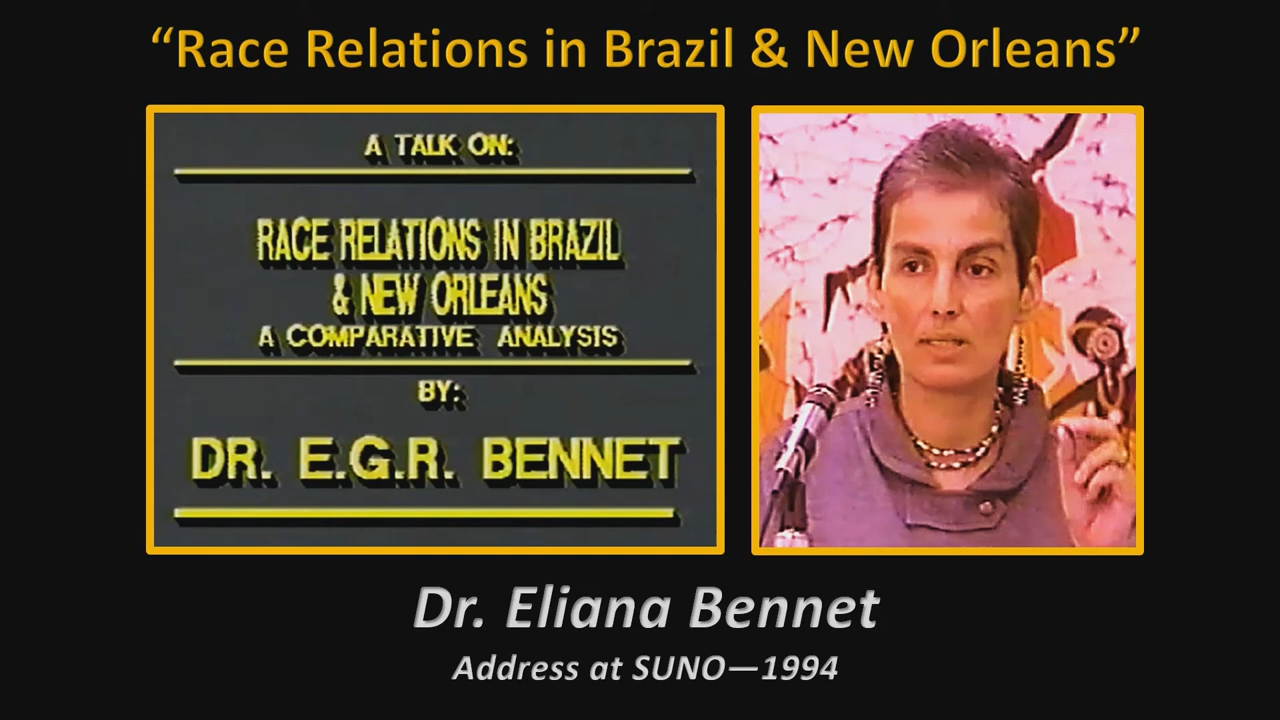 “Race Relations in Brazil & New Orleans”
A TALK ON:
RACE RELATIONS IN BRAZIL
& NEW ORLEANS
A COMPARATIVE ANALYSIS
BY:
DR. E.G.R. BENNET
Dr. Eliana Bennet
Address at SUNO—1994